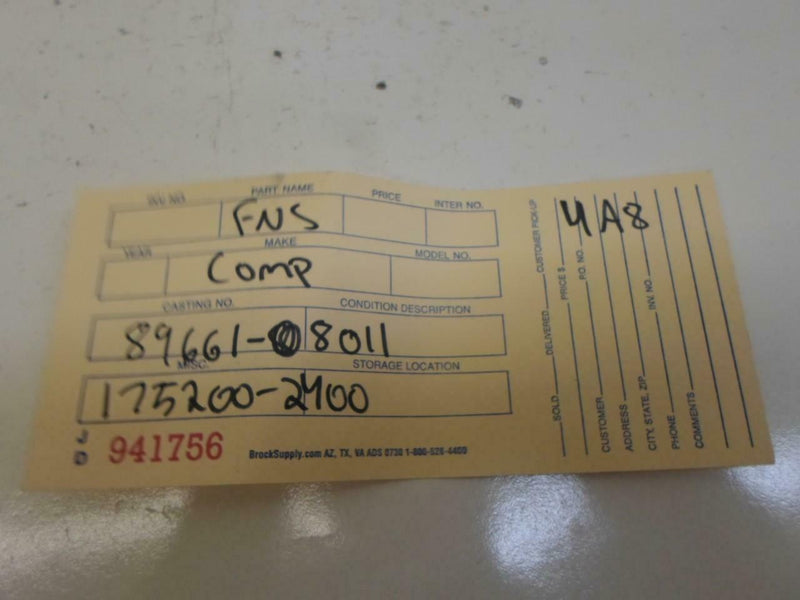 INV NO. PART NAME PRICE INTER NO.
FNS
YEAR MAKE MODEL NO.
Comp
CASTING NO. CONDITION DESCRIPTION
89661-08011
MISC. STORAGE LOCATION
175200-2400
941756
BrockSupply.com AZ, TX, VA ADS 0730 1-800-528-4400
4A8
SOLD DELIVERED CUSTOMER PICK-UP
PRICE $ P.O. NO.
CUSTOMER
ADDRESS
CITY, STATE, ZIP INV. NO.
PHONE
COMMENTS